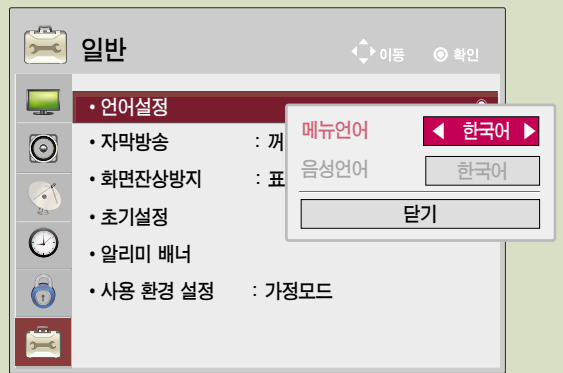 일반 이동 확인
• 언어설정
• 자막방송 : 꺼
• 화면잔상방지 : 표
• 초기설정
• 알리미 배너
• 사용 환경 설정 : 가정모드
메뉴언어 ◀ 한국어 ▶
음성언어 한국어
닫기